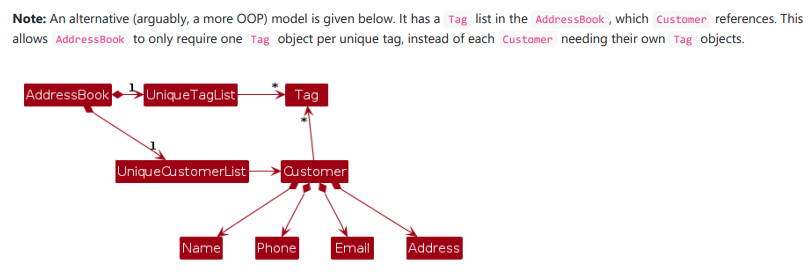 Note: An alternative (arguably, a more OOP) model is given below. It has a Tag list in the AddressBook , which Customer references. This
allows AddressBook to only require one Tag object per unique tag, instead of each Customer needing their own Tag objects.
AddressBook 1 UniqueTagList * Tag
*
1
UniqueCustomerList Customer
Name Phone Email Address